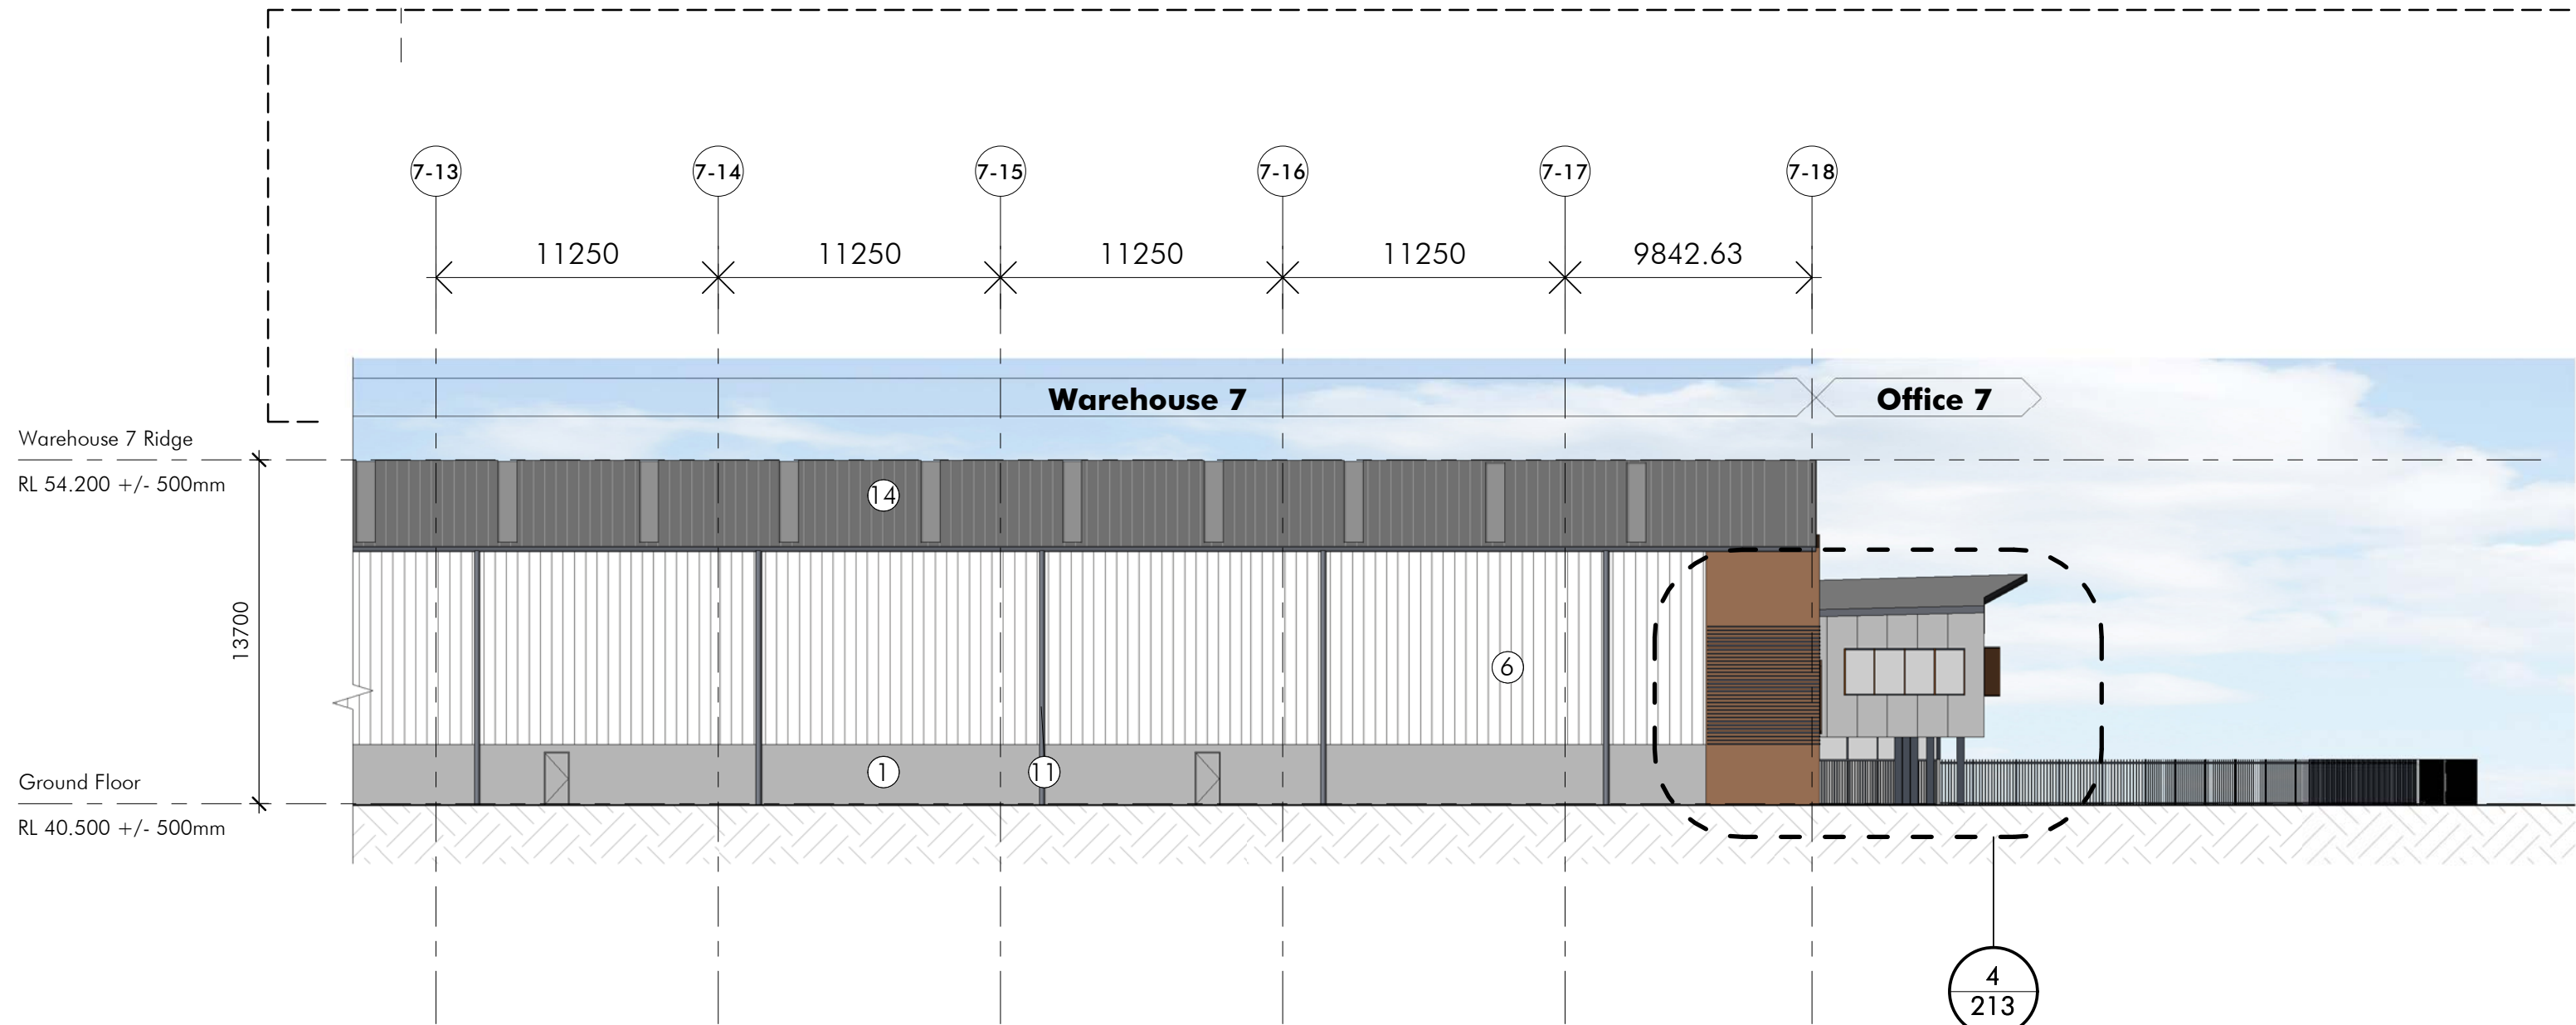 7-13 7-14 7-15 7-16 7-17 7-18
11250 11250 11250 11250 9842.63
Warehouse 7 Office 7
Warehouse 7 Ridge
RL 54.200 +/- 500mm
14
13700
6
1 11
Ground Floor
RL 40.500 +/- 500mm
4
213